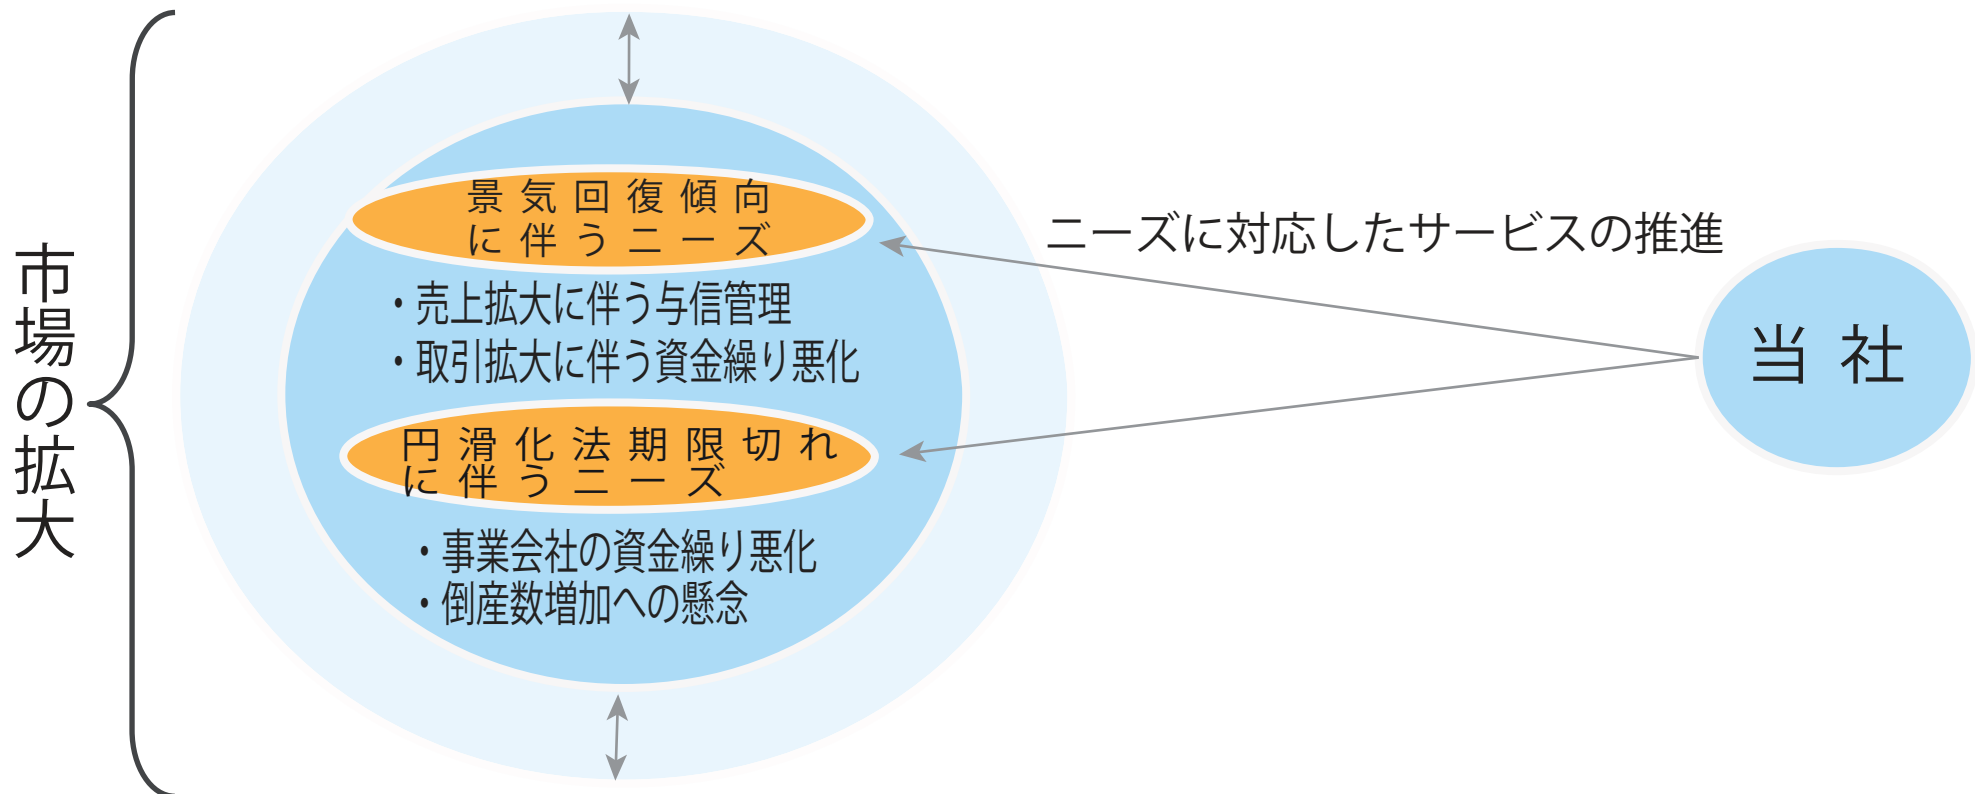 市場の拡大
景気回復傾向
に伴うニーズ
・売上拡大に伴う与信管理
・取引拡大に伴う資金繰り悪化
円滑化法期限切れ
に伴うニーズ
・事業会社の資金繰り悪化
・倒産数増加への懸念
ニーズに対応したサービスの推進
当社